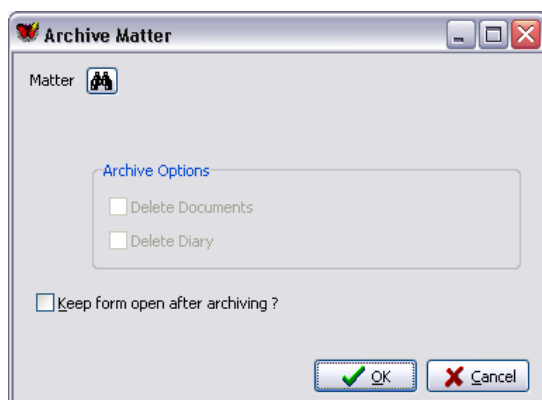 Archive Matter
Matter
Archive Options
Delete Documents
Delete Diary
Keep form open after archiving ?
OK
Cancel